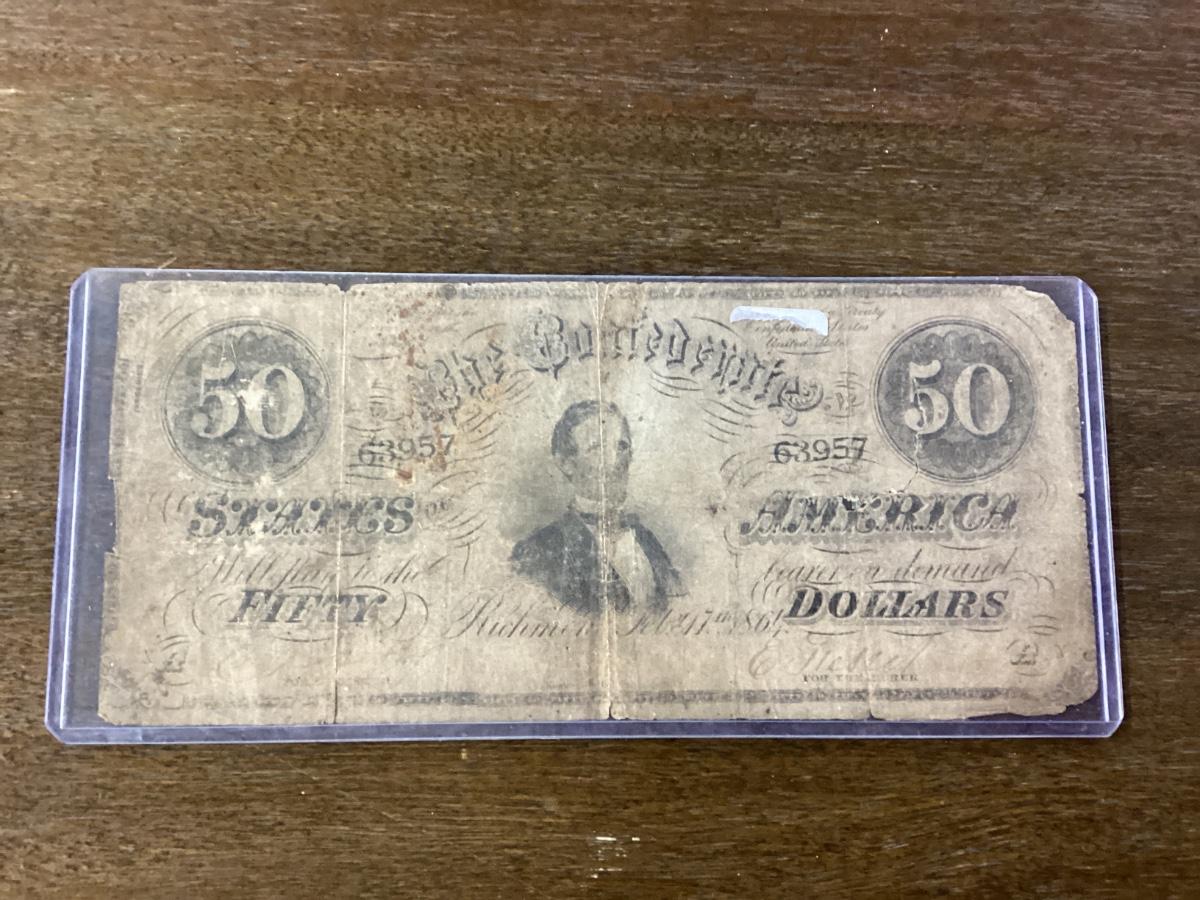 The Confederate
50
50
63957
63957
STATES OF
AMERICA
Will pay to the
bearer on demand
FIFTY
DOLLARS
Richmond Feb. 17th 1864
FOR